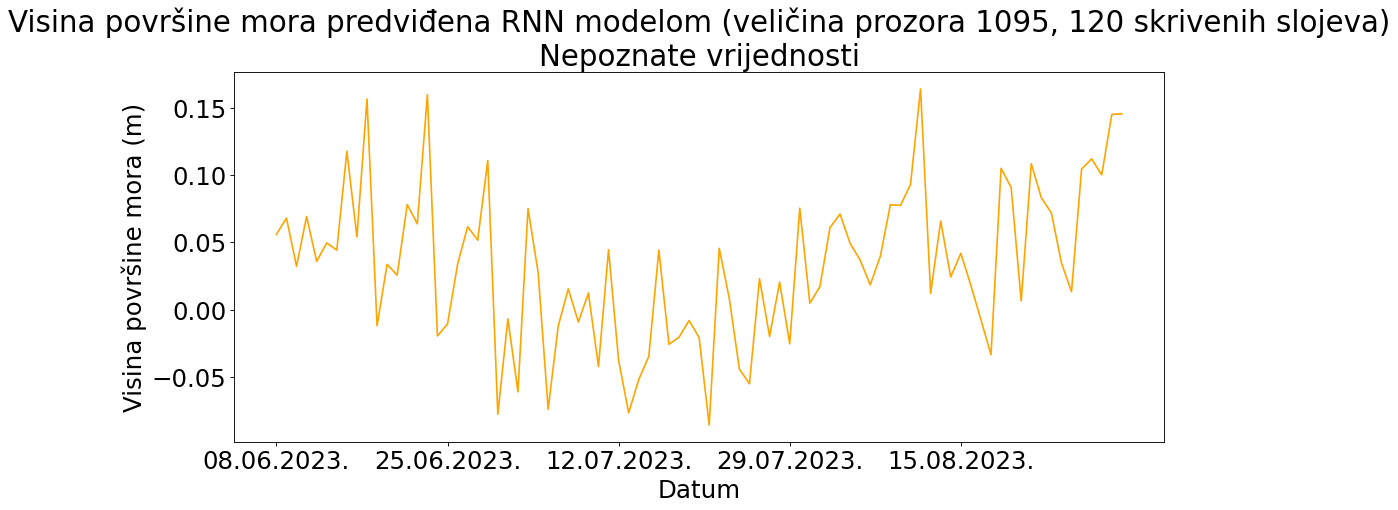 Visina površine mora predviđena RNN modelom (veličina prozora 1095, 120 skrivenih slojeva)
Nepoznate vrijednosti
Visina površine mora (m)
0.15
0.10
0.05
0.00
−0.05
08.06.2023. 25.06.2023. 12.07.2023. 29.07.2023. 15.08.2023.
Datum